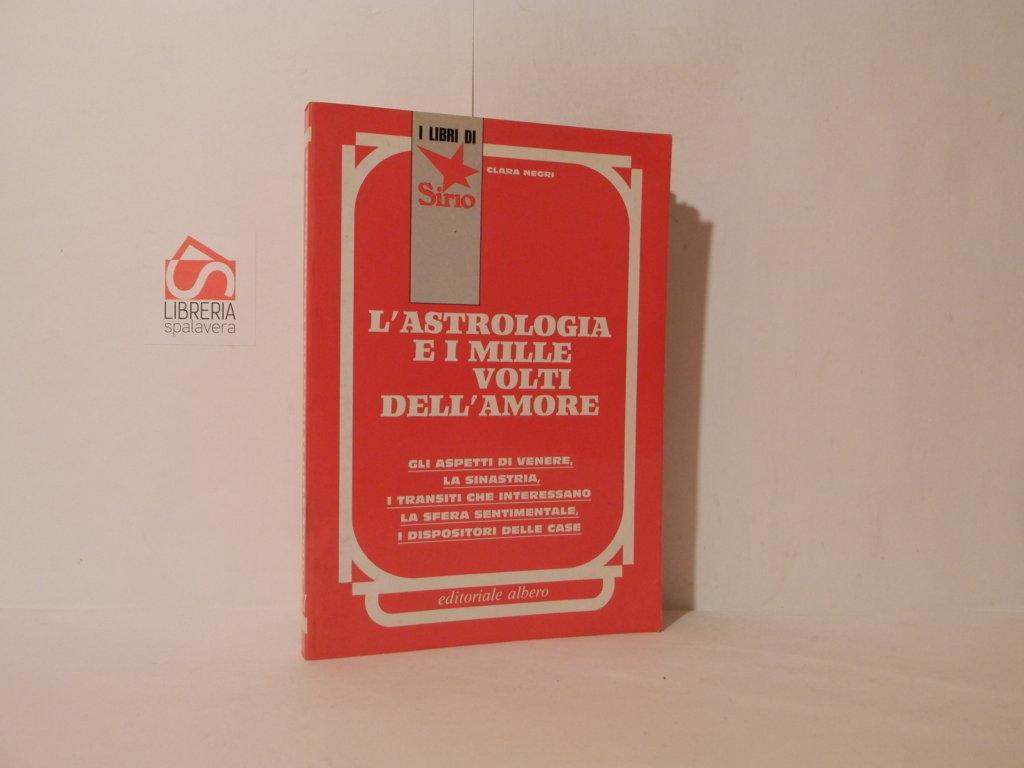 I LIBRI DI
Sirio
CLARA NEGRI
L'ASTROLOGIA
E I MILLE
VOLTI
DELL'AMORE
GLI ASPETTI DI VENERE,
LA SINASTRIA,
I TRANSITI CHE INTERESSANO
LA SFERA SENTIMENTALE,
I DISPOSITORI DELLE CASE
editoriale albero
LIBRERIA
spalavera